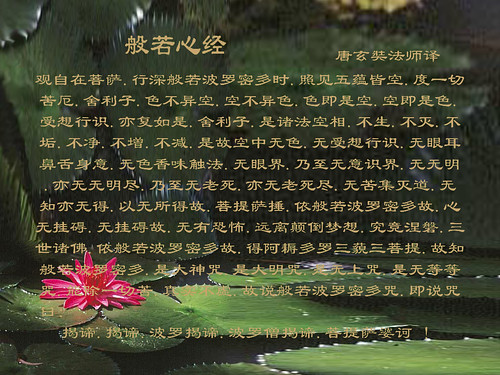 般若心经
唐玄奘法师译
观自在菩萨, 行深般若波罗密多时, 照见五蕴皆空, 度一切
苦厄, 舍利子, 色不异空, 空不异色, 色即是空, 空即是色,
受想行识, 亦复如是, 舍利子, 是诸法空相, 不生, 不灭, 不
垢, 不净, 不增, 不减, 是故空中无色, 无受想行识, 无眼耳
鼻舌身意, 无色香味触法, 无眼界, 乃至无意识界, 无无明
, 亦无无明尽, 乃至无老死, 亦无老死尽, 无苦集灭道, 无
知亦无得, 以无所得故, 菩提萨捶, 依般若波罗密多故, 心
无挂碍, 无挂碍故, 无有恐怖, 远离颠倒梦想, 究竟涅磐, 三
世诸佛, 依般若波罗密多故, 得阿多罗三藐三菩提, 故知
般若波罗密多, 是大神咒, 是大明咒, 是无上咒, 是无等等
咒, 能除切苦, 真, 故说般若波罗密多咒, 即说咒
曰
揭谛, 揭谛, 波罗揭谛, 波罗僧揭谛, 菩提萨婆诃 !